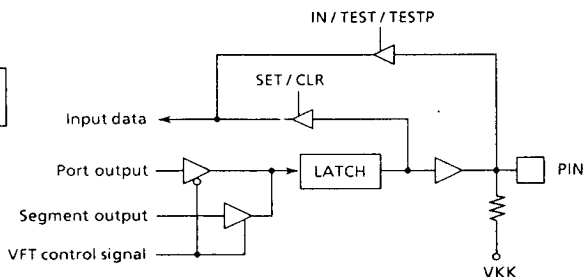 IN / TEST / TESTP
SET / CLR
Input data
Port output
LATCH
PIN
Segment output
VFT control signal
VKK